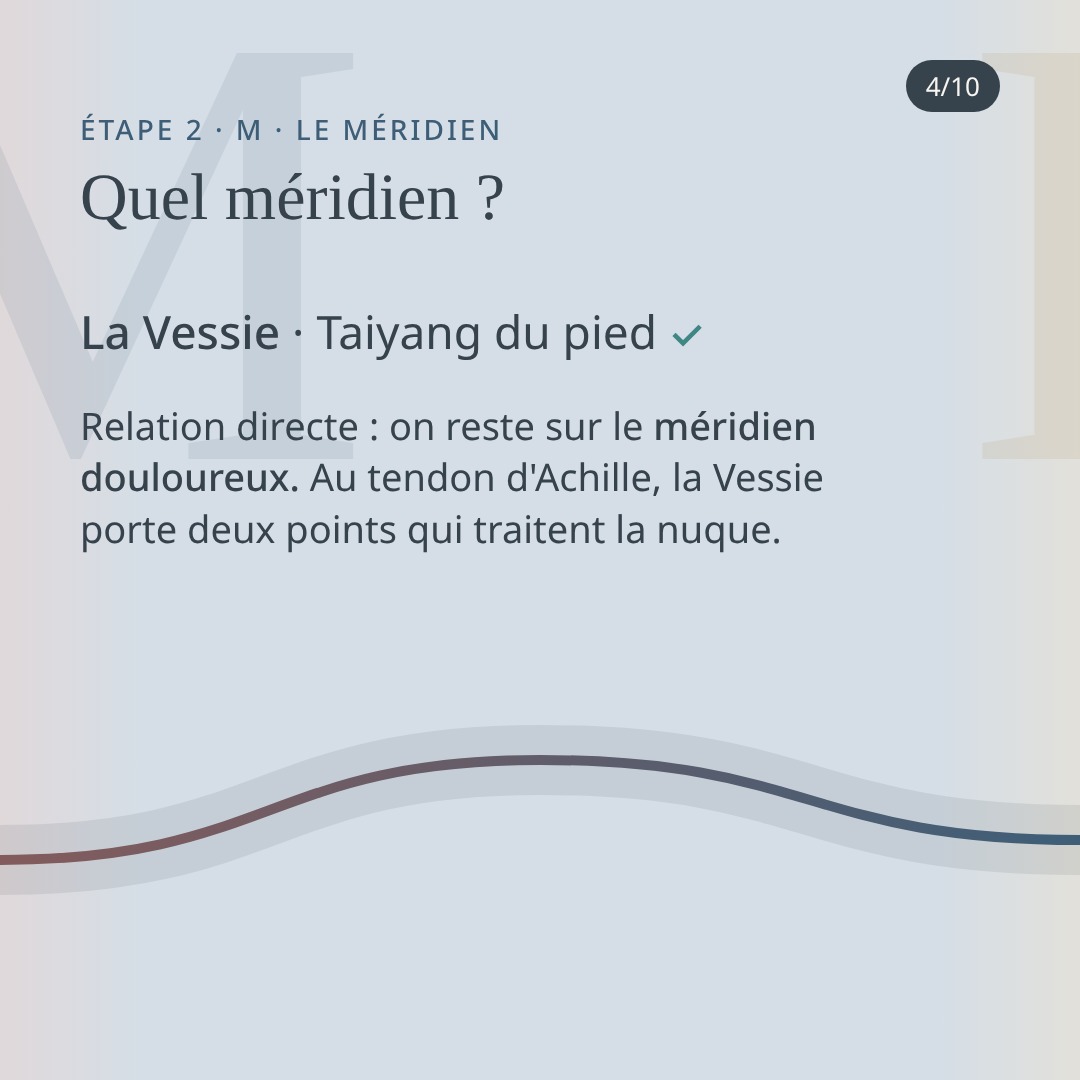 4/10
ÉTAPE 2 · M · LE MÉRIDIEN
Quel méridien ?
La Vessie · Taiyang du pied ✓
Relation directe : on reste sur le méridien
douloureux. Au tendon d'Achille, la Vessie
porte deux points qui traitent la nuque.
M